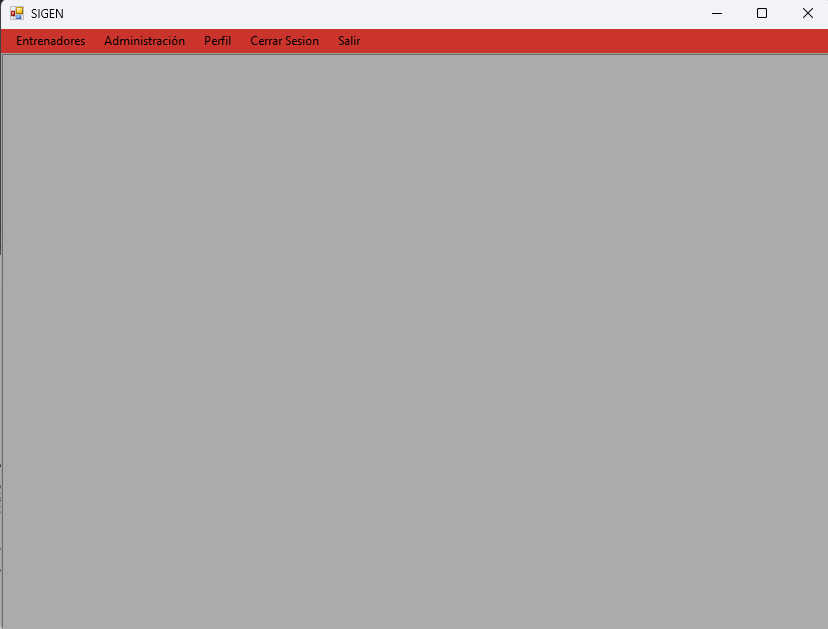 SIGEN
Entrenadores Administración Perfil Cerrar Sesion Salir